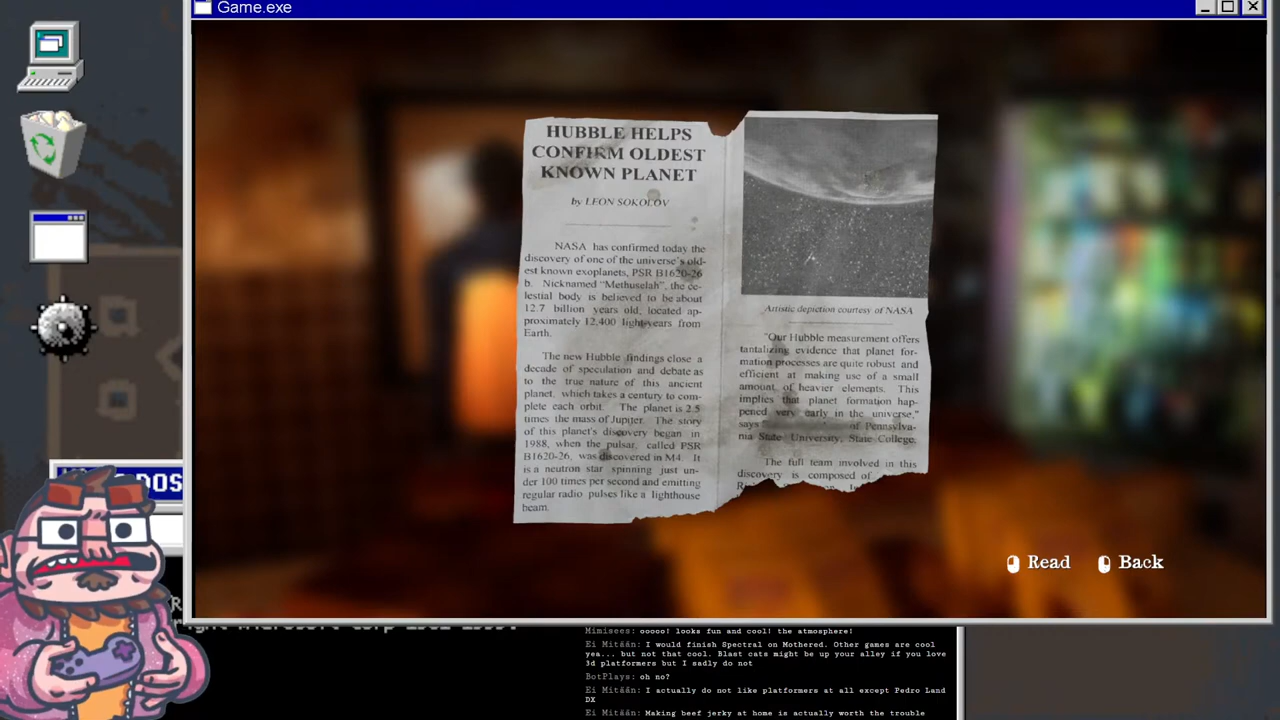 Game.exe
HUBBLE HELPS
CONFIRM OLDEST
KNOWN PLANET
by LEON SOKOLOV
NASA has confirmed today the
discovery of one of the universe's old-
est known exoplanets, PSR B1620-26
b. Nicknamed "Methuselah", the ce-
lestial body is believed to be about
12.7 billion years old, located ap-
proximately 12,400 light-years from
Earth.
The new Hubble findings close a
decade of speculation and debate as
to the true nature of this ancient
planet, which takes a century to com-
plete each orbit. The planet is 2.5
times the mass of Jupiter. The story
of this planet's discovery began in
1988, when the pulsar, called PSR
B1620-26, was discovered in M4. It
is a neutron star spinning just un-
der 100 times per second and emitting
regular radio pulses like a lighthouse
beam.
Artistic depiction courtesy of NASA
"Our Hubble measurement offers
tantalizing evidence that planet for-
mation processes are quite robust and
efficient at making use of a small
amount of heavier elements. This
implies that planet formation hap-
pened very early in the universe,"
says of Pennsylva-
nia State University, State College.
The full team involved in this
discovery is composed of
Read Back
DOS
Mimisees: ooooo! looks fun and cool! the atmosphere!
Ei Mitään: I would finish Spectral on Mothered. Other games are cool
yea... but not that cool. Blast cats might be up your alley if you love
3d platformers but I sadly do not
BotPlays: oh no?
Ei Mitään: I actually do not like platformers at all except Pedro Land
DX
Ei Mitään: Making beef jerky at home is actually worth the trouble